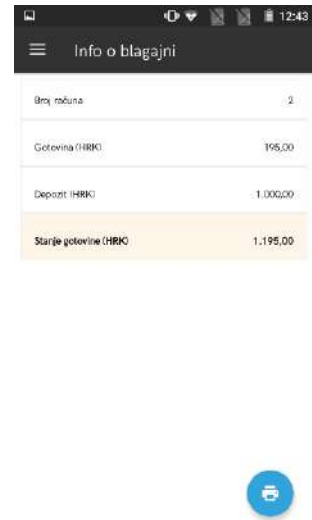 12:43
Info o blagajni
Broj računa 2
Gotovina (HRK) 195,00
Depozit (HRK) 1.000,00
Stanje gotovine (HRK) 1.195,00